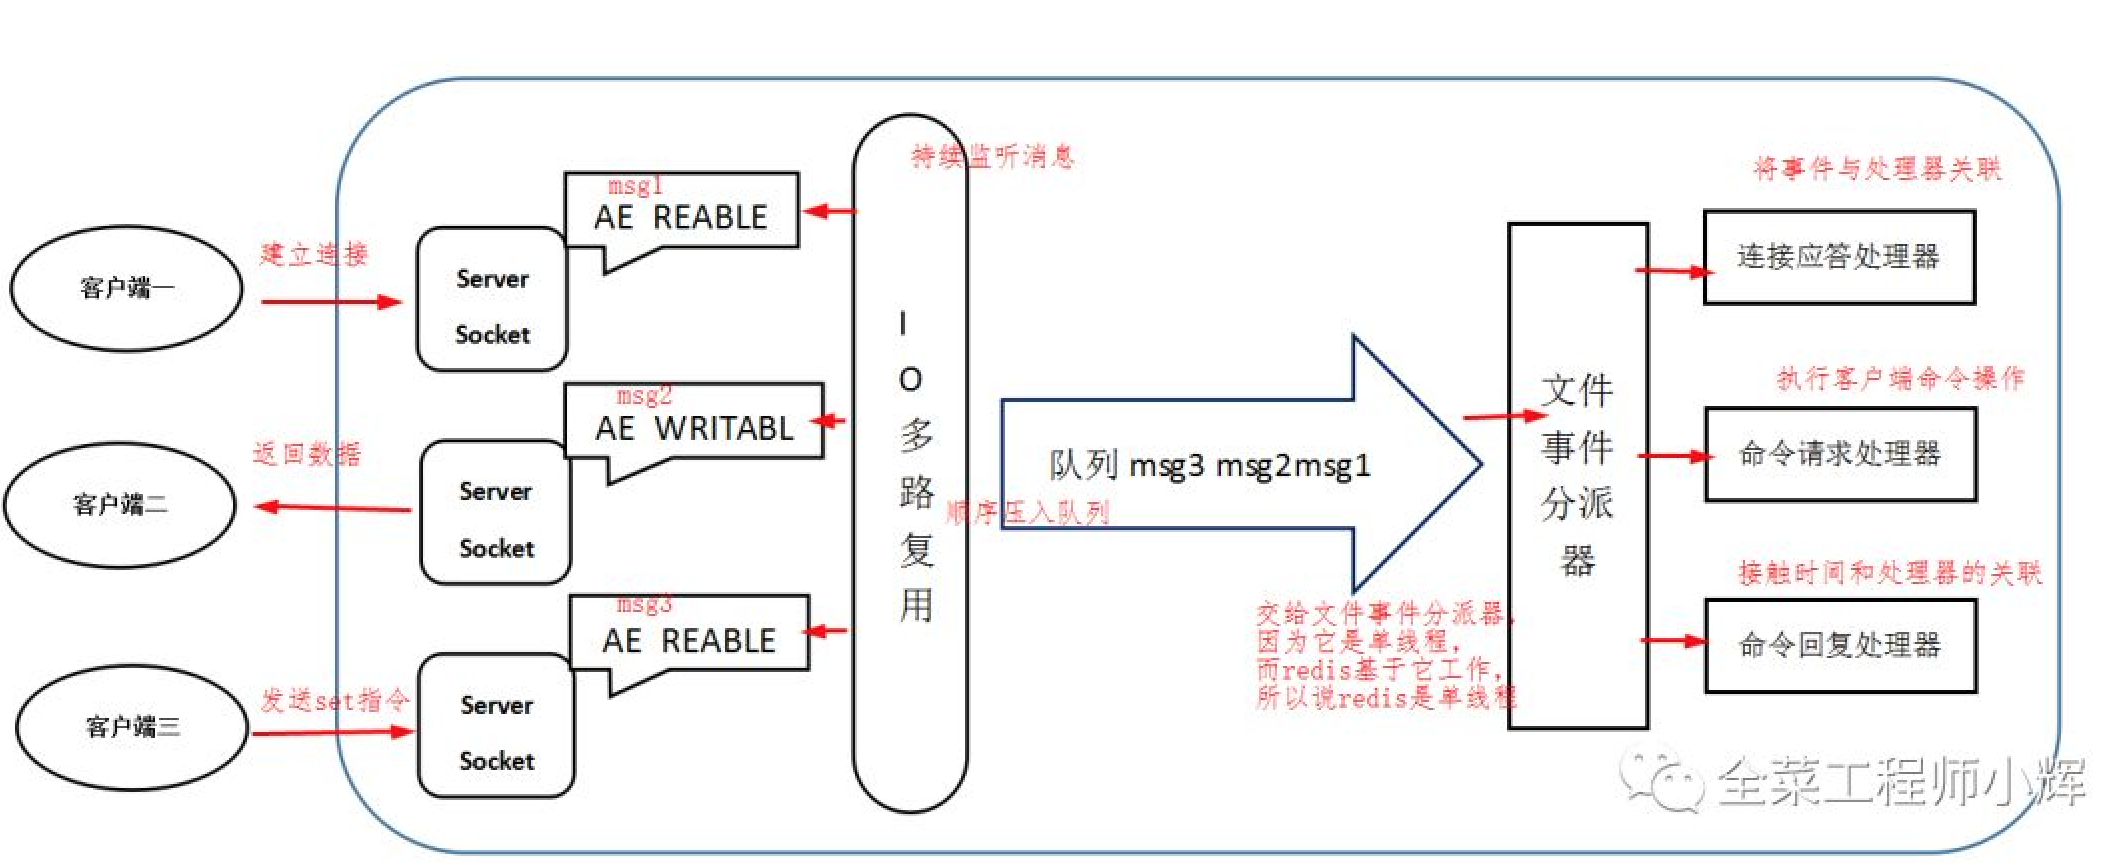 持续监听消息
将事件与处理器关联
msg1
AE REABLE
建立连接
客户端一
Server
Socket
连接应答处理器
IO多路复用
msg2
AE WRITABL
执行客户端命令操作
文件
事件
分派
器
返回数据
队列 msg3 msg2msg1
命令请求处理器
客户端二
Server
Socket
顺序压入队列
接触时间和处理器的关联
msg3
AE REABLE
交给文件事件分派器,
因为它是单线程,
而redis基于它工作,
所以说redis是单线程
命令回复处理器
发送set指令
客户端三
Server
Socket
全菜工程师小辉